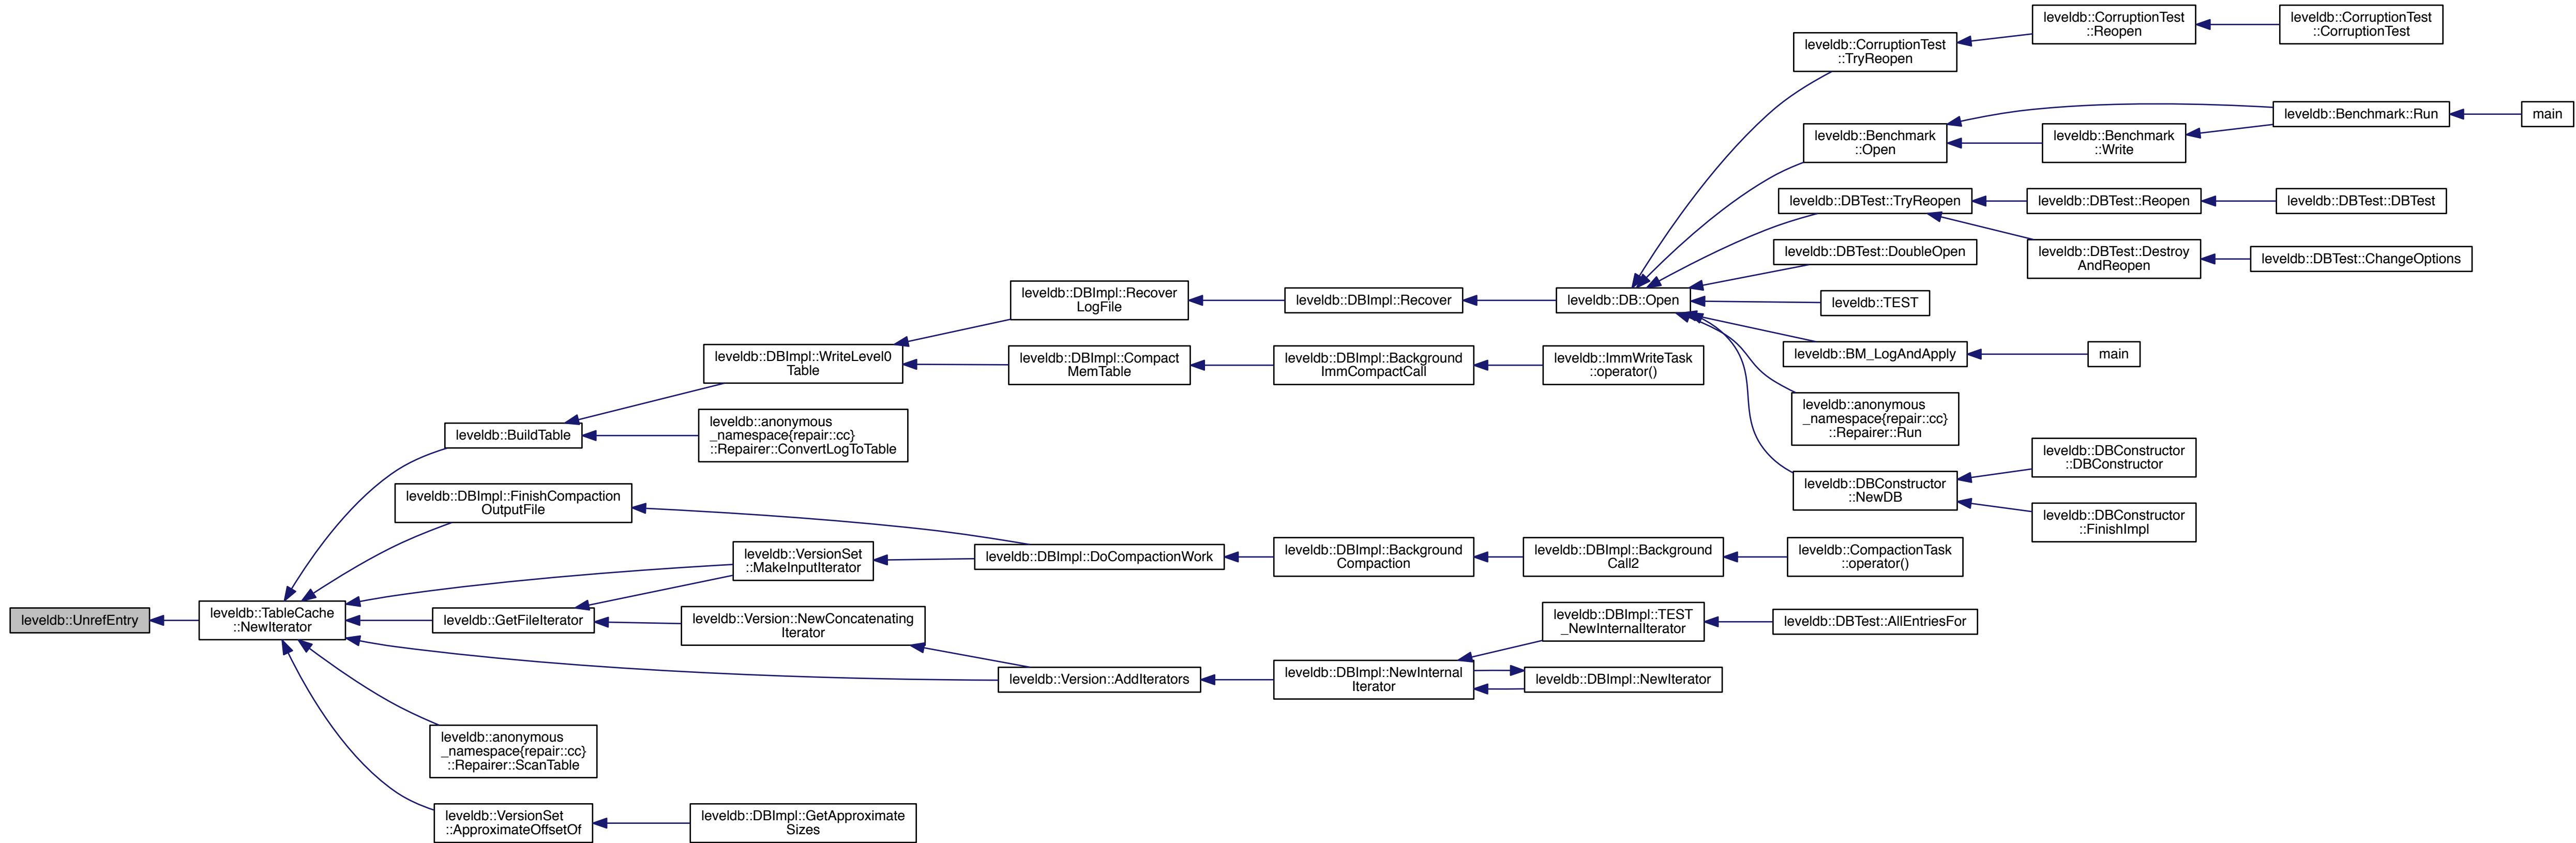 leveldb::UnrefEntry
leveldb::TableCache
::NewIterator
leveldb::BuildTable
leveldb::DBImpl::FinishCompaction
OutputFile
leveldb::VersionSet
::MakeInputIterator
leveldb::GetFileIterator
leveldb::Version::AddIterators
leveldb::anonymous
_namespace{repair::cc}
::Repairer::ScanTable
leveldb::VersionSet
::ApproximateOffsetOf
leveldb::DBImpl::WriteLevel0
Table
leveldb::anonymous
_namespace{repair::cc}
::Repairer::ConvertLogToTable
leveldb::DBImpl::Recover
LogFile
leveldb::DBImpl::Compact
MemTable
leveldb::DBImpl::Recover
leveldb::DB::Open
leveldb::CorruptionTest
::TryReopen
leveldb::CorruptionTest
::Reopen
leveldb::CorruptionTest
::CorruptionTest
leveldb::Benchmark
::Open
leveldb::Benchmark
::Write
leveldb::Benchmark::Run
main
leveldb::DBTest::TryReopen
leveldb::DBTest::Reopen
leveldb::DBTest::DBTest
leveldb::DBTest::Destroy
AndReopen
leveldb::DBTest::ChangeOptions
leveldb::DBTest::DoubleOpen
leveldb::TEST
leveldb::BM_LogAndApply
main
leveldb::anonymous
_namespace{repair::cc}
::Repairer::Run
leveldb::DBConstructor
::NewDB
leveldb::DBConstructor
::DBConstructor
leveldb::DBConstructor
::FinishImpl
leveldb::DBImpl::Background
ImmCompactCall
leveldb::ImmWriteTask
::operator()
leveldb::DBImpl::DoCompactionWork
leveldb::DBImpl::Background
Compaction
leveldb::DBImpl::Background
Call2
leveldb::CompactionTask
::operator()
leveldb::Version::NewConcatenating
Iterator
leveldb::DBImpl::NewInternal
Iterator
leveldb::DBImpl::TEST
_NewInternalIterator
leveldb::DBTest::AllEntriesFor
leveldb::DBImpl::NewIterator
leveldb::DBImpl::GetApproximate
Sizes